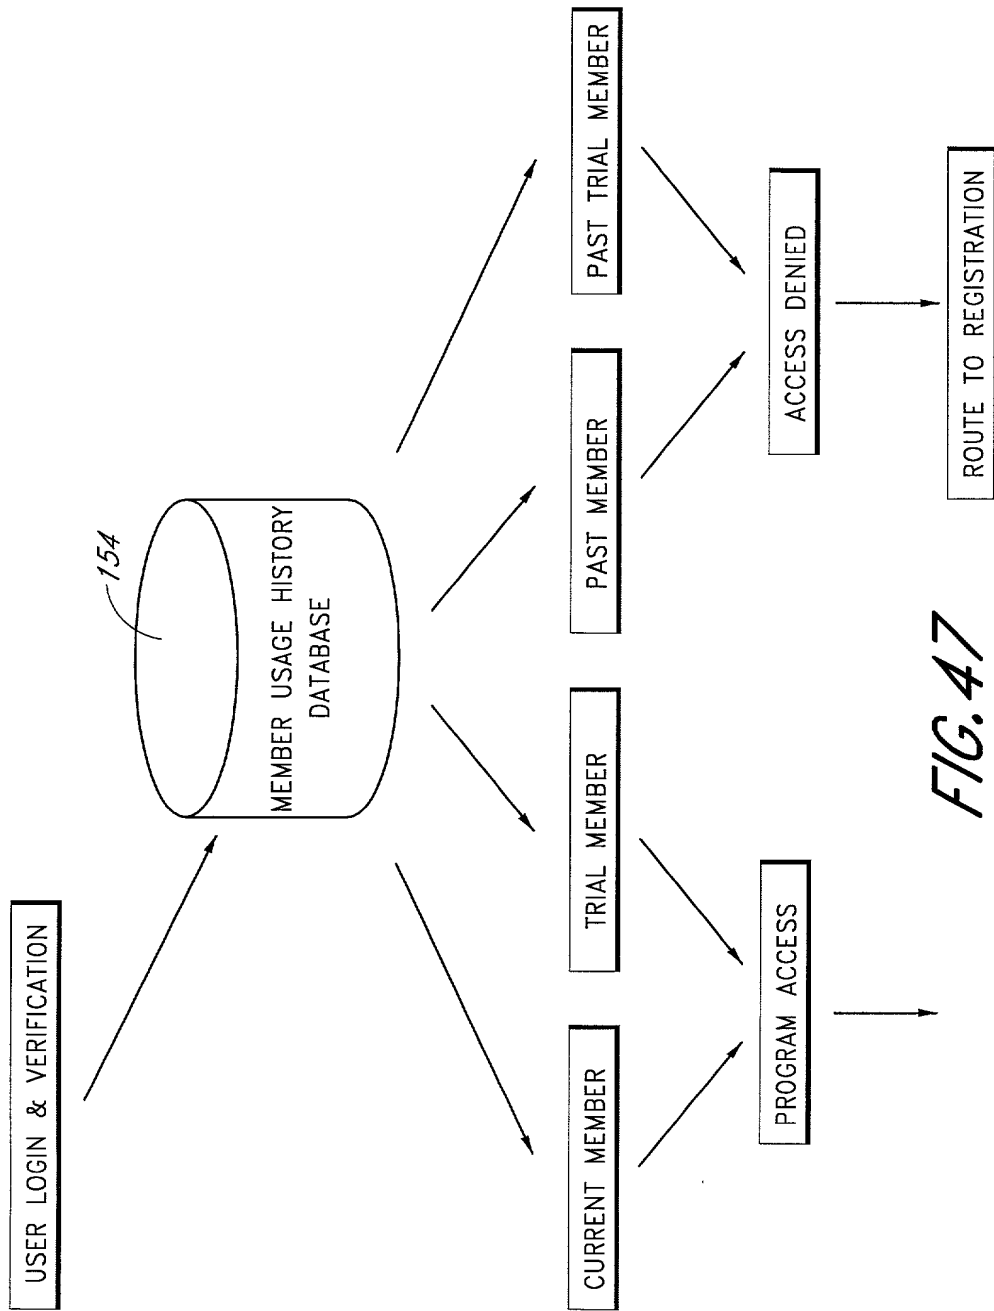 USER LOGIN & VERIFICATION
154
MEMBER USAGE HISTORY
DATABASE
CURRENT MEMBER
TRIAL MEMBER
PAST MEMBER
PAST TRIAL MEMBER
PROGRAM ACCESS
ACCESS DENIED
ROUTE TO REGISTRATION
FIG. 47